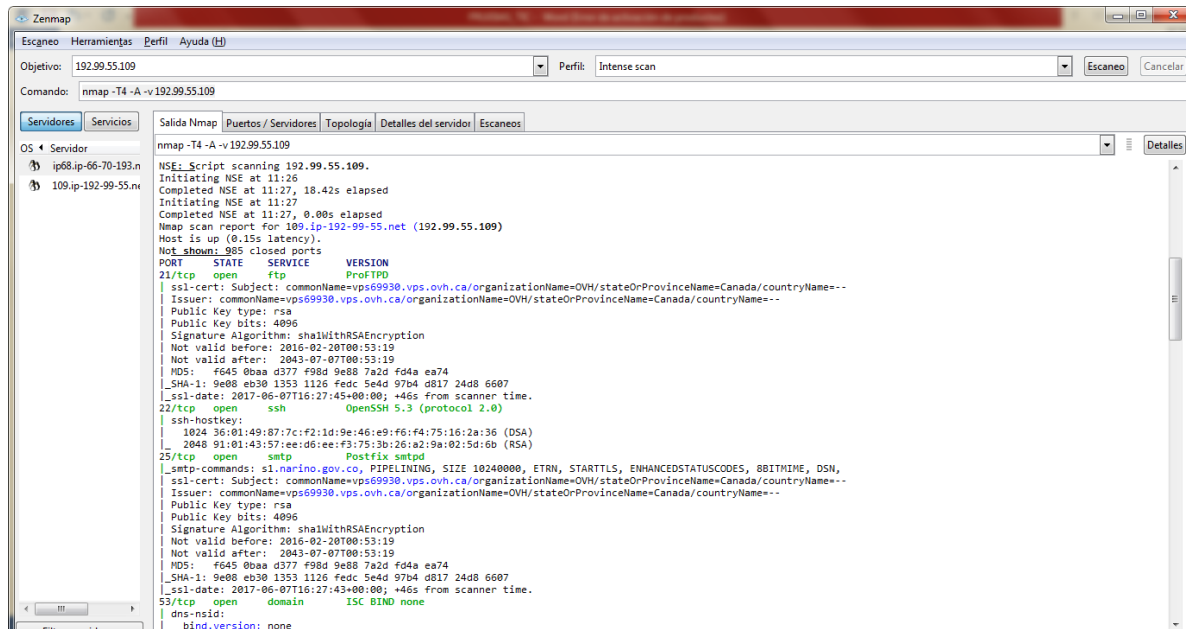 Zenmap
Escaneo Herramientas Perfil Ayuda (H)
Objetivo: 192.99.55.109 Perfil: Intense scan Escaneo Cancelar
Comando: nmap -T4 -A -v 192.99.55.109
Servidores Servicios Salida Nmap Puertos / Servidores Topología Detalles del servidor Escaneos
OS Servidor
nmap -T4 -A -v 192.99.55.109 Detalles
ip68.ip-66-70-193.n
109.ip-192-99-55.ne
NSE: Script scanning 192.99.55.109.
Initiating NSE at 11:26
Completed NSE at 11:27, 18.42s elapsed
Initiating NSE at 11:27
Completed NSE at 11:27, 0.00s elapsed
Nmap scan report for 109.ip-192-99-55.net (192.99.55.109)
Host is up (0.15s latency).
Not shown: 985 closed ports
PORT STATE SERVICE VERSION
21/tcp open ftp ProFTPD
| ssl-cert: Subject: commonName=vps69930.vps.ovh.ca/organizationName=OVH/stateOrProvinceName=Canada/countryName=--
| Issuer: commonName=vps69930.vps.ovh.ca/organizationName=OVH/stateOrProvinceName=Canada/countryName=--
| Public Key type: rsa
| Public Key bits: 4096
| Signature Algorithm: sha1WithRSAEncryption
| Not valid before: 2016-02-20T00:53:19
| Not valid after: 2043-07-07T00:53:19
| MD5: f645 0baa d377 f98d 9e88 7a2d fd4a ea74
|_SHA-1: 9e08 eb30 1353 1126 fedc 5e4d 97b4 d817 24d8 6607
|_ssl-date: 2017-06-07T16:27:45+00:00; +46s from scanner time.
22/tcp open ssh OpenSSH 5.3 (protocol 2.0)
| ssh-hostkey:
| 1024 36:01:49:87:7c:f2:1d:9e:46:e9:f6:f4:75:16:2a:36 (DSA)
|_ 2048 91:01:43:57:ee:d6:ee:f3:75:3b:26:a2:9a:02:5d:6b (RSA)
25/tcp open smtp Postfix smtpd
|_smtp-commands: s1.narino.gov.co, PIPELINING, SIZE 10240000, ETRN, STARTTLS, ENHANCEDSTATUSCODES, 8BITMIME, DSN,
| ssl-cert: Subject: commonName=vps69930.vps.ovh.ca/organizationName=OVH/stateOrProvinceName=Canada/countryName=--
| Issuer: commonName=vps69930.vps.ovh.ca/organizationName=OVH/stateOrProvinceName=Canada/countryName=--
| Public Key type: rsa
| Public Key bits: 4096
| Signature Algorithm: sha1WithRSAEncryption
| Not valid before: 2016-02-20T00:53:19
| Not valid after: 2043-07-07T00:53:19
| MD5: f645 0baa d377 f98d 9e88 7a2d fd4a ea74
|_SHA-1: 9e08 eb30 1353 1126 fedc 5e4d 97b4 d817 24d8 6607
|_ssl-date: 2017-06-07T16:27:43+00:00; +46s from scanner time.
53/tcp open domain ISC BIND none
| dns-nsid:
| bind.version: none